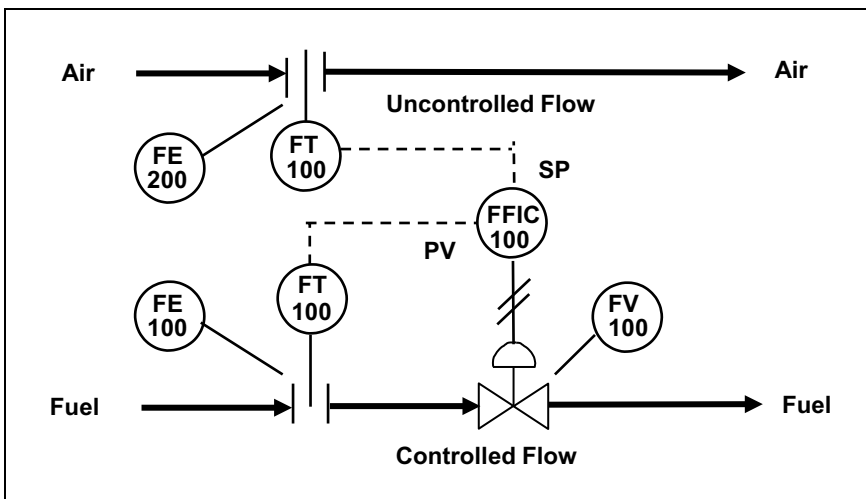 Air
Air
Uncontrolled Flow
FE
200
FT
100
SP
FFIC
100
PV
FT
100
FE
100
FV
100
Fuel
Fuel
Controlled Flow